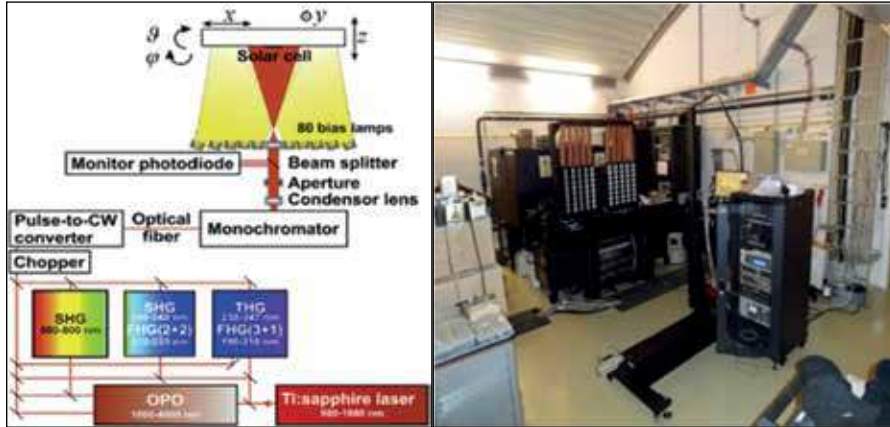 x
y
z
ϑ
φ
Solar cell
80 bias lamps
Monitor photodiode
Beam splitter
Aperture
Condensor lens
Pulse-to-CW
converter
Optical
fiber
Monochromator
Chopper
SHG
SHG
FHG(2+2)
THG
FHG(3+1)
OPO
Ti:sapphire laser